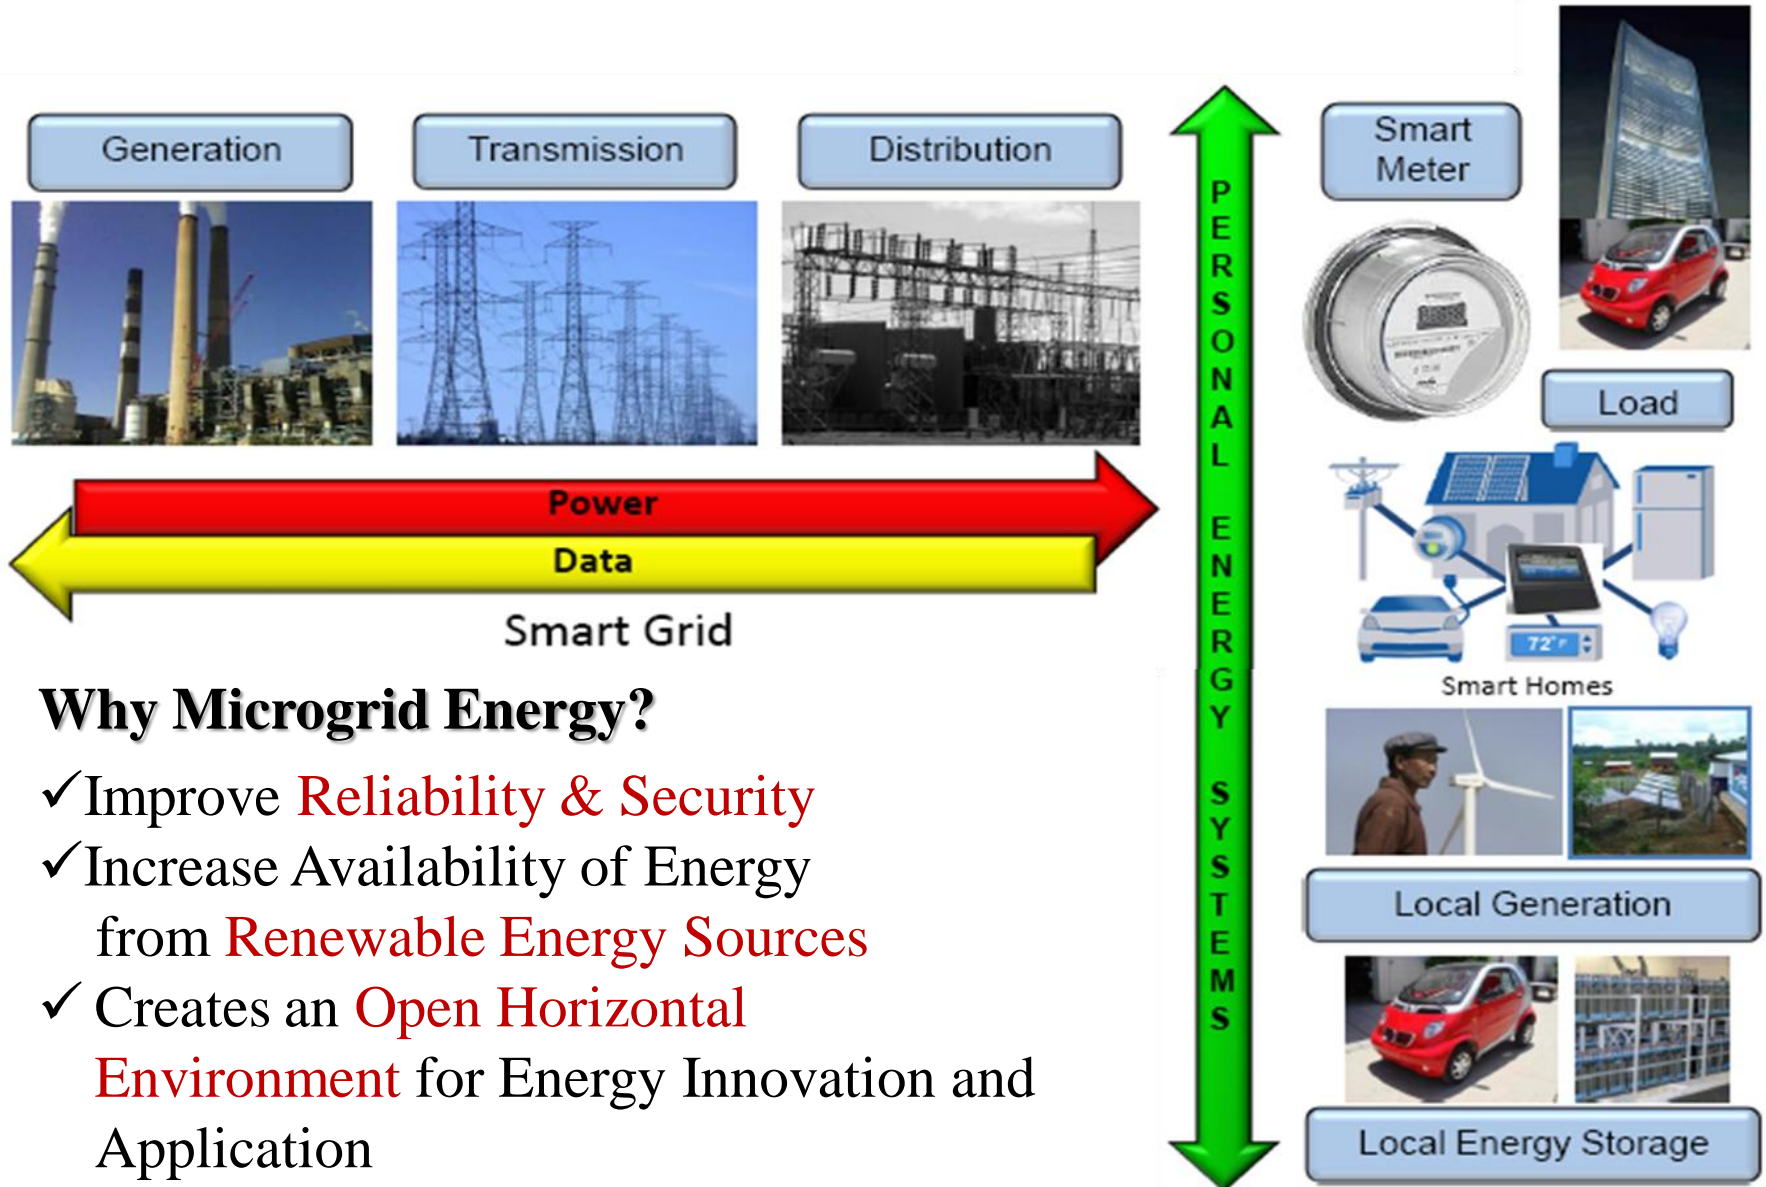 Generation
Transmission
Distribution
Power
Data
Smart Grid
PERSONAL ENERGY SYSTEMS
Smart
Meter
Load
72° F
Smart Homes
Local Generation
Local Energy Storage
Why Microgrid Energy?
✓Improve Reliability & Security
✓Increase Availability of Energy
from Renewable Energy Sources
✓ Creates an Open Horizontal
Environment for Energy Innovation and
Application